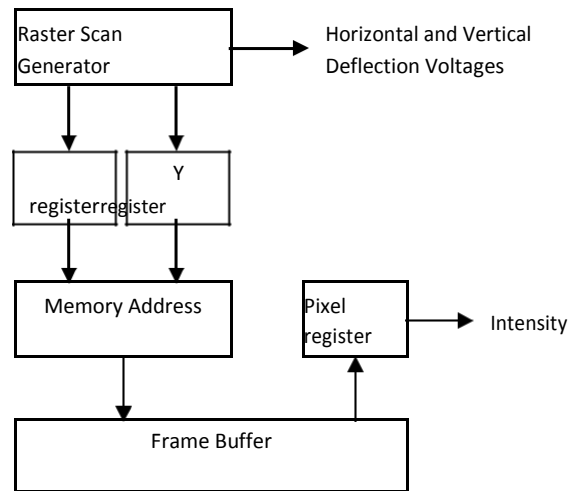 Raster Scan
Generator
Horizontal and Vertical
Deflection Voltages
Y
registerregister
Memory Address
Pixel
register
Intensity
Frame Buffer